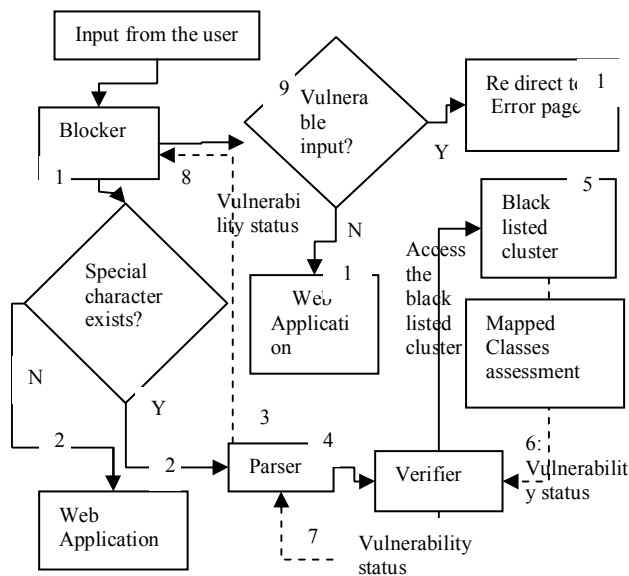 Input from the user
Blocker
1
8
9
Vulnera
ble
input?
Y
N
Re direct to
Error page
1
Vulnerabi
lity status
5
Black
listed
cluster
Access
the
black
listed
cluster
1
Web
Applicati
on
Special
character
exists?
N
Y
Mapped
Classes
assessment
2
2
3
4
Parser
Verifier
6:
Vulnerabilit
y status
Web
Application
7
Vulnerability
status